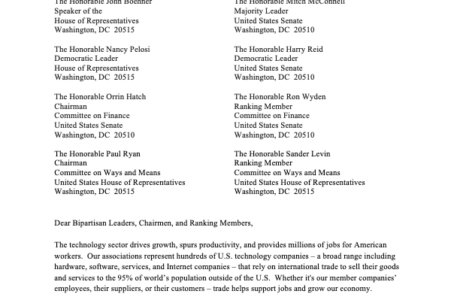 The Honorable John Boehner
Speaker of the
House of Representatives
Washington, DC 20515
The Honorable Mitch McConnell
Majority Leader
United States Senate
Washington, DC 20510
The Honorable Nancy Pelosi
Democratic Leader
House of Representatives
Washington, DC 20515
The Honorable Harry Reid
Democratic Leader
United States Senate
Washington, DC 20510
The Honorable Orrin Hatch
Chairman
Committee on Finance
United States Senate
Washington, DC 20510
The Honorable Ron Wyden
Ranking Member
Committee on Finance
United States Senate
Washington, DC 20510
The Honorable Paul Ryan
Chairman
Committee on Ways and Means
United States House of Representatives
Washington, DC 20515
The Honorable Sander Levin
Ranking Member
Committee on Ways and Means
United States House of Representatives
Washington, DC 20515
Dear Bipartisan Leaders, Chairmen, and Ranking Members,
The technology sector drives growth, spurs productivity, and provides millions of jobs for American
workers. Our associations represent hundreds of U.S. technology companies – a broad range including
hardware, software, services, and Internet companies – that rely on international trade to sell their goods
and services to the 95% of world's population outside of the U.S. Whether it's our member companies'
employees, their suppliers, or their customers – trade helps support jobs and grow our economy.